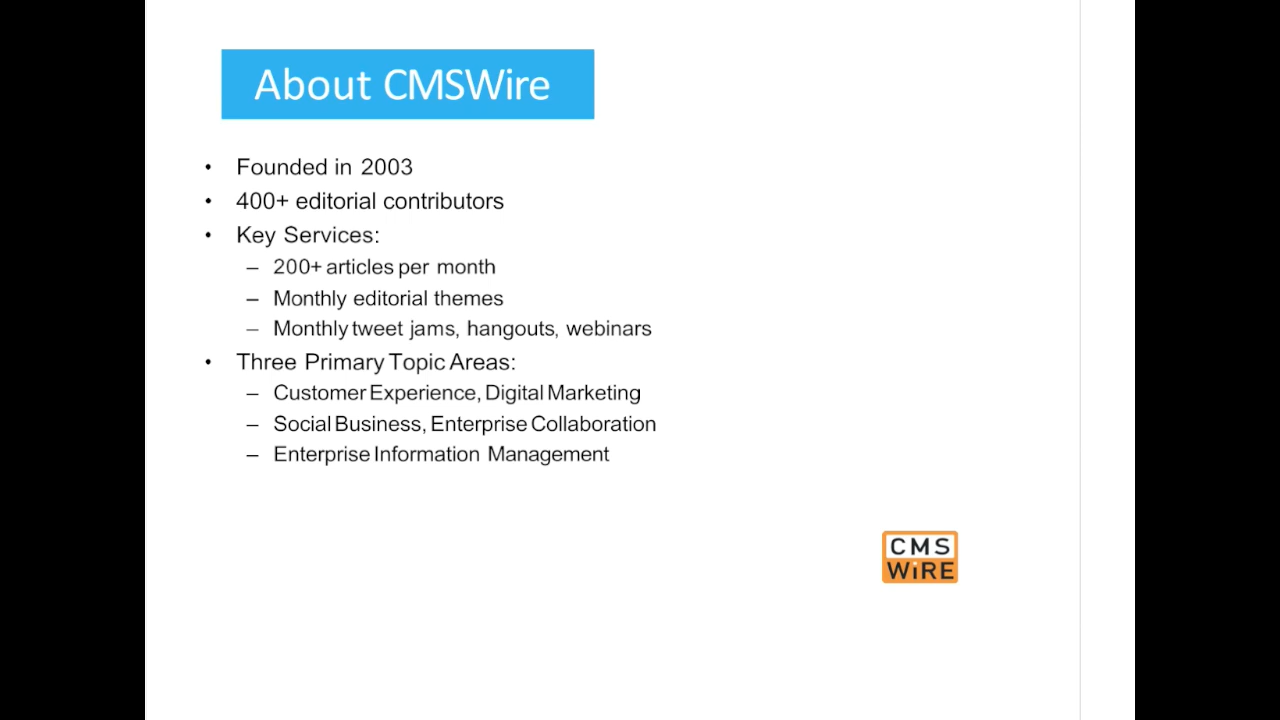 About CMSWire
• Founded in 2003
• 400+ editorial contributors
• Key Services:
– 200+ articles per month
– Monthly editorial themes
– Monthly tweet jams, hangouts, webinars
• Three Primary Topic Areas:
– Customer Experience, Digital Marketing
– Social Business, Enterprise Collaboration
– Enterprise Information Management
CMS
WiRE